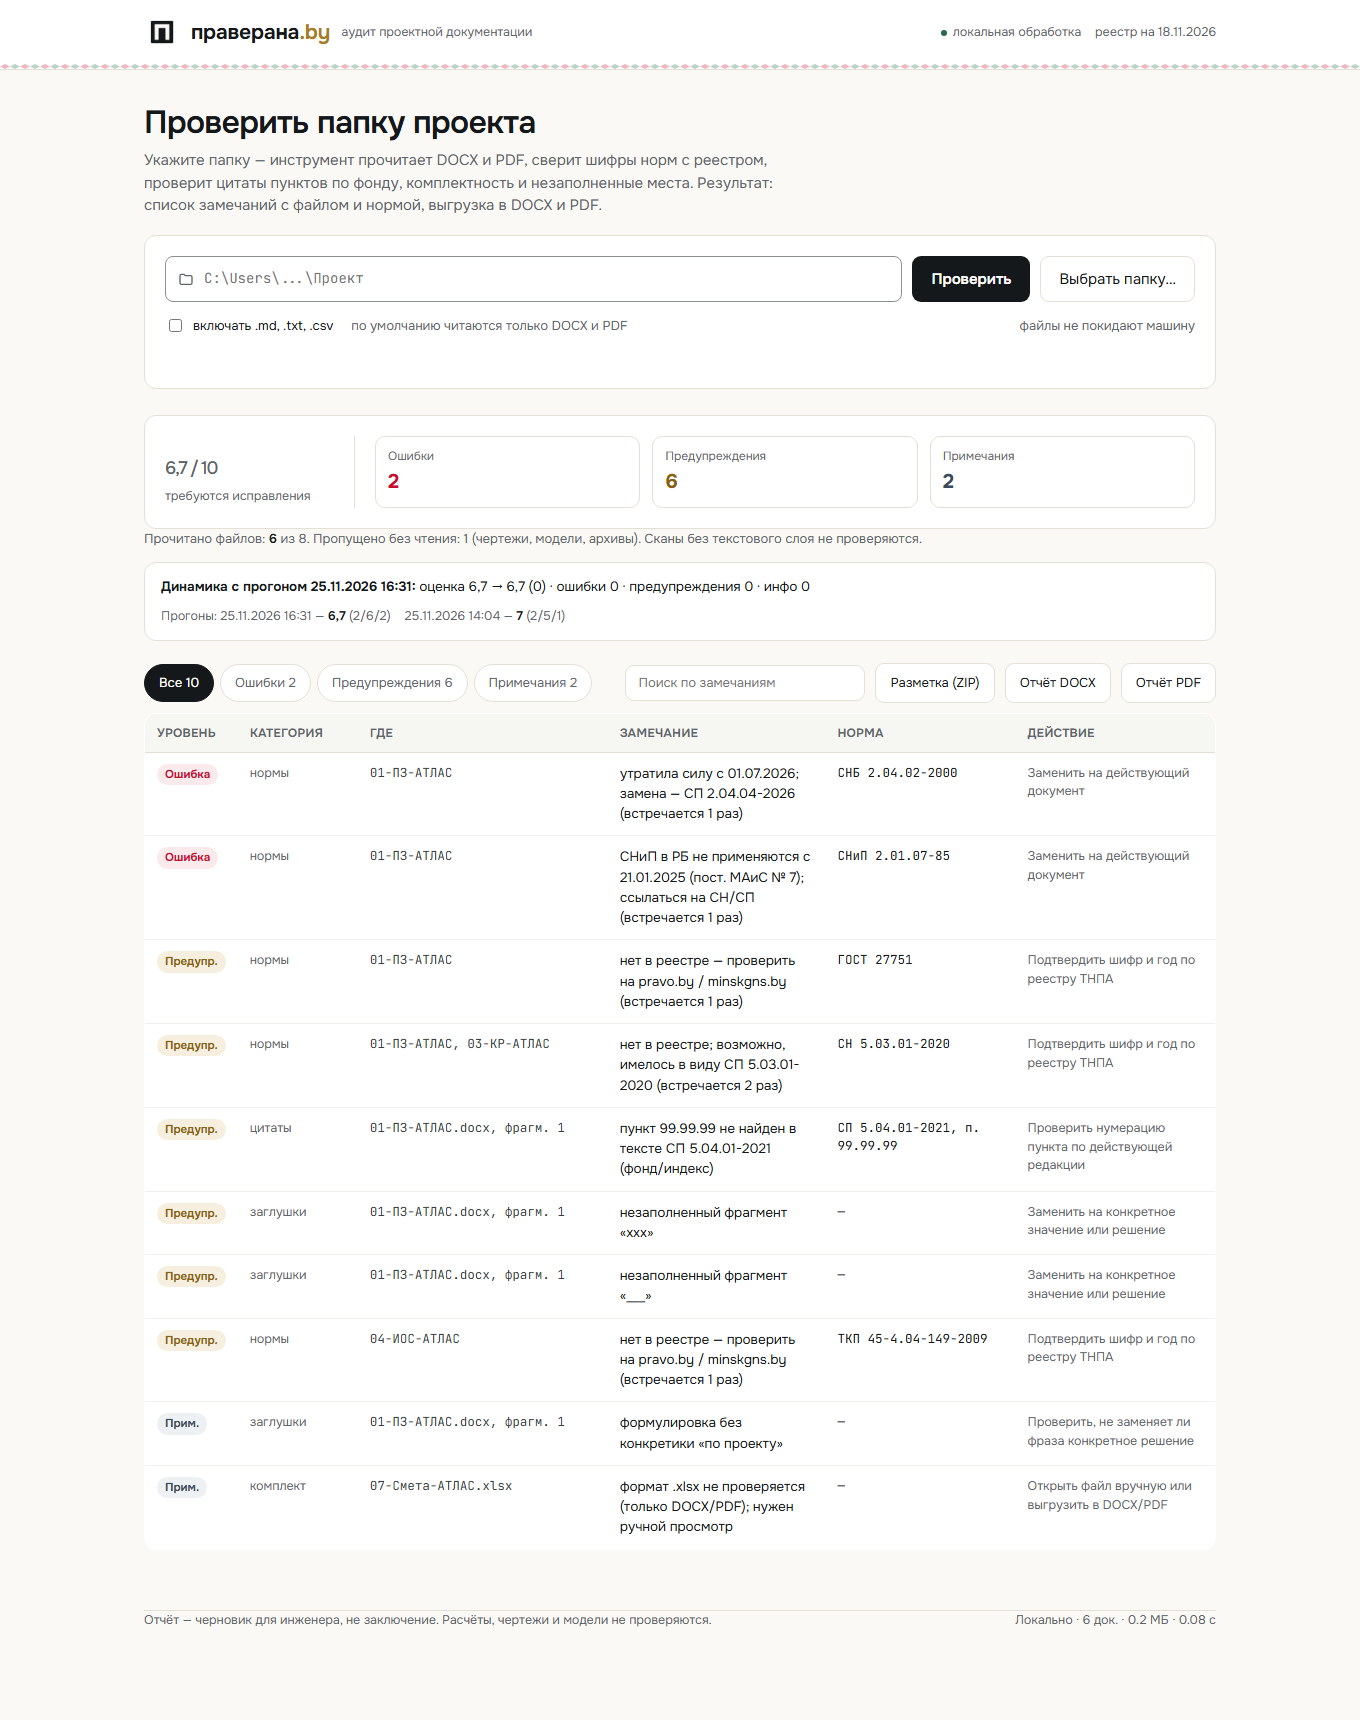 праверана.by аудит проектной документации
локальная обработка реестр на 18.11.2026
Проверить папку проекта
Укажите папку — инструмент прочитает DOCX и PDF, сверит шифры норм с реестром,
проверит цитаты пунктов по фонду, комплектность и незаполненные места. Результат:
список замечаний с файлом и нормой, выгрузка в DOCX и PDF.
C:\Users\...\Проект
Проверить
Выбрать папку...
включать .md, .txt, .csv по умолчанию читаются только DOCX и PDF
файлы не покидают машину
6,7 / 10
требуются исправления
Ошибки
2
Предупреждения
6
Примечания
2
Прочитано файлов: 6 из 8. Пропущено без чтения: 1 (чертежи, модели, архивы). Сканы без текстового слоя не проверяются.
Динамика с прогоном 25.11.2026 16:31: оценка 6,7 → 6,7 (0) · ошибки 0 · предупреждения 0 · инфо 0
Прогоны: 25.11.2026 16:31 — 6,7 (2/6/2) 25.11.2026 14:04 — 7 (2/5/1)
Все 10
Ошибки 2
Предупреждения 6
Примечания 2
Поиск по замечаниям
Разметка (ZIP)
Отчёт DOCX
Отчёт PDF
УРОВЕНЬ КАТЕГОРИЯ ГДЕ ЗАМЕЧАНИЕ НОРМА ДЕЙСТВИЕ
Ошибка нормы 01-ПЗ-АТЛАС
утратила силу с 01.07.2026;
замена — СП 2.04.04-2026
(встречается 1 раз)
СНБ 2.04.02-2000
Заменить на действующий
документ
Ошибка нормы 01-ПЗ-АТЛАС
СНиП в РБ не применяются с
21.01.2025 (пост. МАиС № 7);
ссылаться на СН/СП
(встречается 1 раз)
СНиП 2.01.07-85
Заменить на действующий
документ
Предупр. нормы 01-ПЗ-АТЛАС
нет в реестре — проверить
на pravo.by / minskgns.by
(встречается 1 раз)
ГОСТ 27751
Подтвердить шифр и год по
реестру ТНПА
Предупр. нормы 01-ПЗ-АТЛАС, 03-КР-АТЛАС
нет в реестре; возможно,
имелось в виду СП 5.03.01-
2020 (встречается 2 раз)
СН 5.03.01-2020
Подтвердить шифр и год по
реестру ТНПА
Предупр. цитаты 01-ПЗ-АТЛАС.docx, фрагм. 1
пункт 99.99.99 не найден в
тексте СП 5.04.01-2021
(фонд/индекс)
СП 5.04.01-2021, п.
99.99.99
Проверить нумерацию
пункта по действующей
редакции
Предупр. заглушки 01-ПЗ-АТЛАС.docx, фрагм. 1
незаполненный фрагмент
«xxx»
—
Заменить на конкретное
значение или решение
Предупр. заглушки 01-ПЗ-АТЛАС.docx, фрагм. 1
незаполненный фрагмент
«___»
—
Заменить на конкретное
значение или решение
Предупр. нормы 04-ИОС-АТЛАС
нет в реестре — проверить
на pravo.by / minskgns.by
(встречается 1 раз)
ТКП 45-4.04-149-2009
Подтвердить шифр и год по
реестру ТНПА
Прим. заглушки 01-ПЗ-АТЛАС.docx, фрагм. 1
формулировка без
конкретики «по проекту»
—
Проверить, не заменяет ли
фраза конкретное решение
Прим. комплект 07-Смета-АТЛАС.xlsx
формат .xlsx не проверяется
(только DOCX/PDF); нужен
ручной просмотр
—
Открыть файл вручную или
выгрузить в DOCX/PDF
Отчёт — черновик для инженера, не заключение. Расчёты, чертежи и модели не проверяются.
Локально · 6 док. · 0.2 МБ · 0.08 с